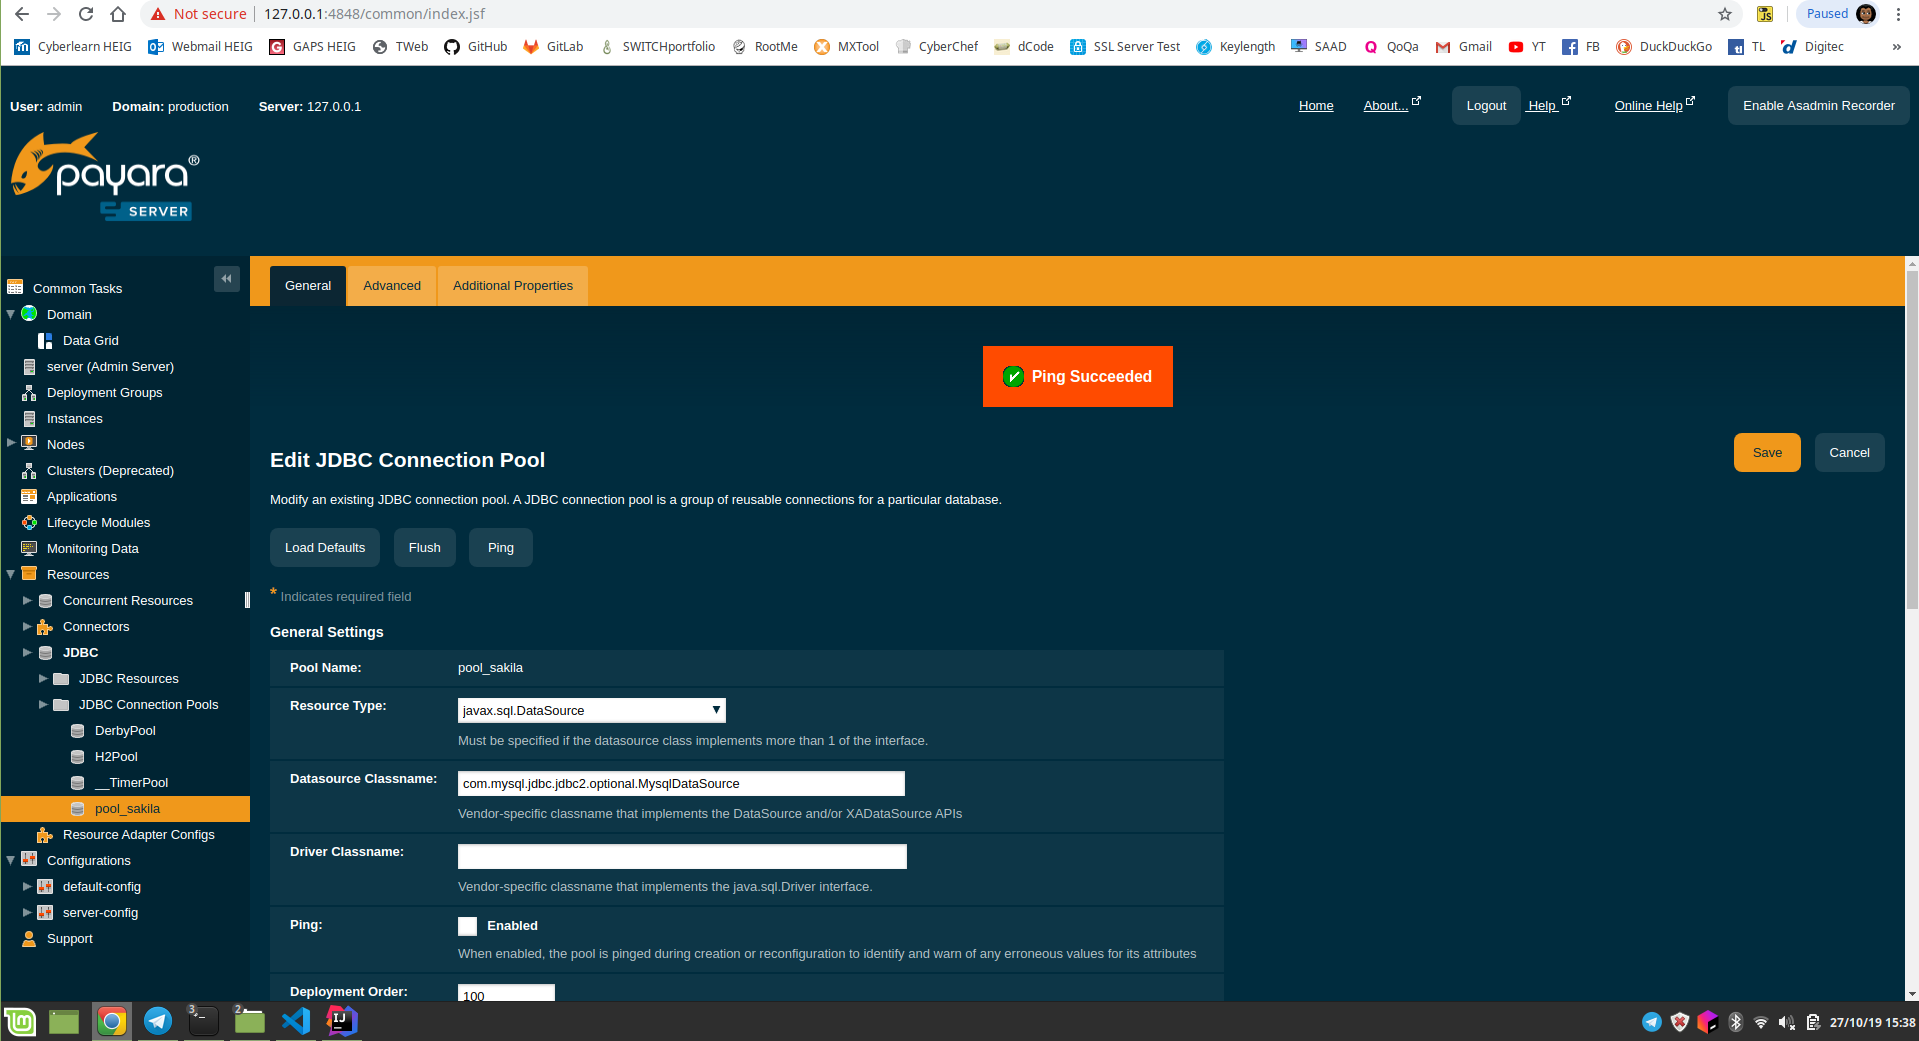 Not secure 127.0.0.1:4848/common/index.jsf JS Paused
Cyberlearn HEIG Webmail HEIG GAPS HEIG TWeb GitHub GitLab SWITCHportfolio RootMe MXTool CyberChef dCode SSL Server Test Keylength SAAD QoQa Gmail YT FB DuckDuckGo TL Digitec »
User: admin Domain: production Server: 127.0.0.1 Home About... Logout Help Online Help Enable Asadmin Recorder
payara®
SERVER
General Advanced Additional Properties
Common Tasks
Domain
Data Grid
server (Admin Server)
Deployment Groups
Instances
Nodes
Clusters (Deprecated)
Applications
Lifecycle Modules
Monitoring Data
Resources
Concurrent Resources
Connectors
JDBC
JDBC Resources
JDBC Connection Pools
DerbyPool
H2Pool
__TimerPool
pool_sakila
Resource Adapter Configs
Configurations
default-config
server-config
Support
Ping Succeeded
Edit JDBC Connection Pool
Save Cancel
Modify an existing JDBC connection pool. A JDBC connection pool is a group of reusable connections for a particular database.
Load Defaults Flush Ping
* Indicates required field
General Settings
Pool Name: pool_sakila
Resource Type: javax.sql.DataSource
Must be specified if the datasource class implements more than 1 of the interface.
Datasource Classname: com.mysql.jdbc.jdbc2.optional.MysqlDataSource
Vendor-specific classname that implements the DataSource and/or XADataSource APIs
Driver Classname:
Vendor-specific classname that implements the java.sql.Driver interface.
Ping: Enabled
When enabled, the pool is pinged during creation or reconfiguration to identify and warn of any erroneous values for its attributes
Deployment Order: 100
3 2 IJ 27/10/19 15:38